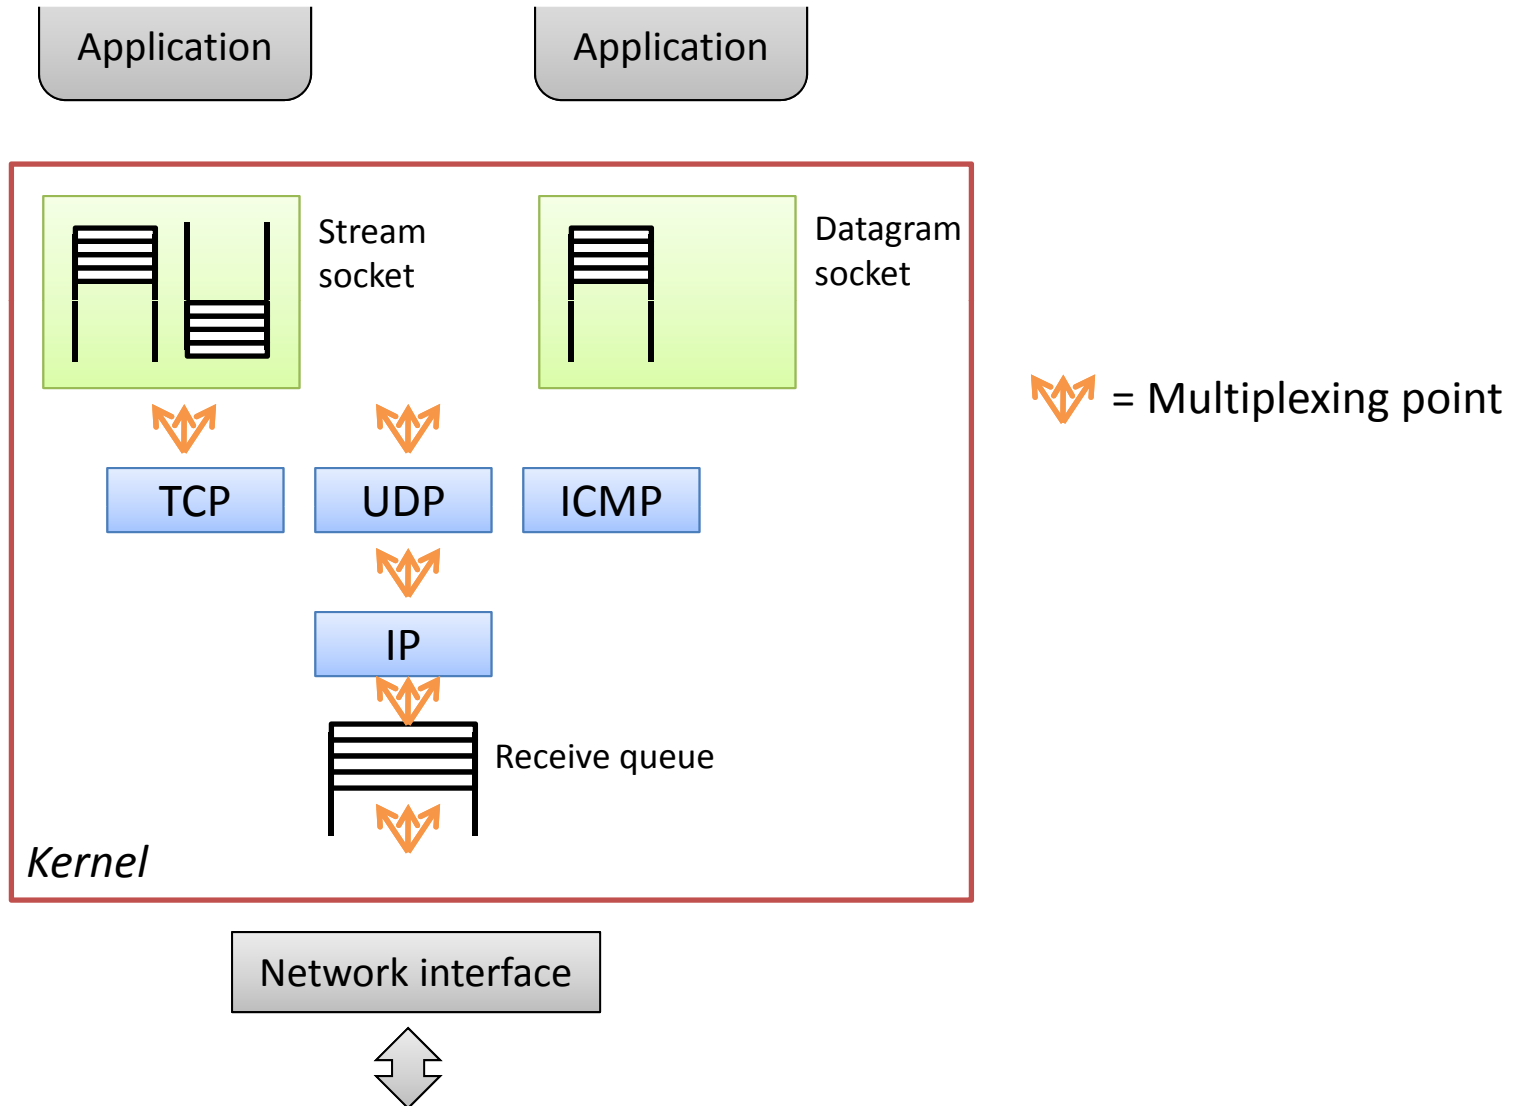 Application
Application
Stream
socket
Datagram
socket
= Multiplexing point
TCP
UDP
ICMP
IP
Receive queue
Kernel
Network interface